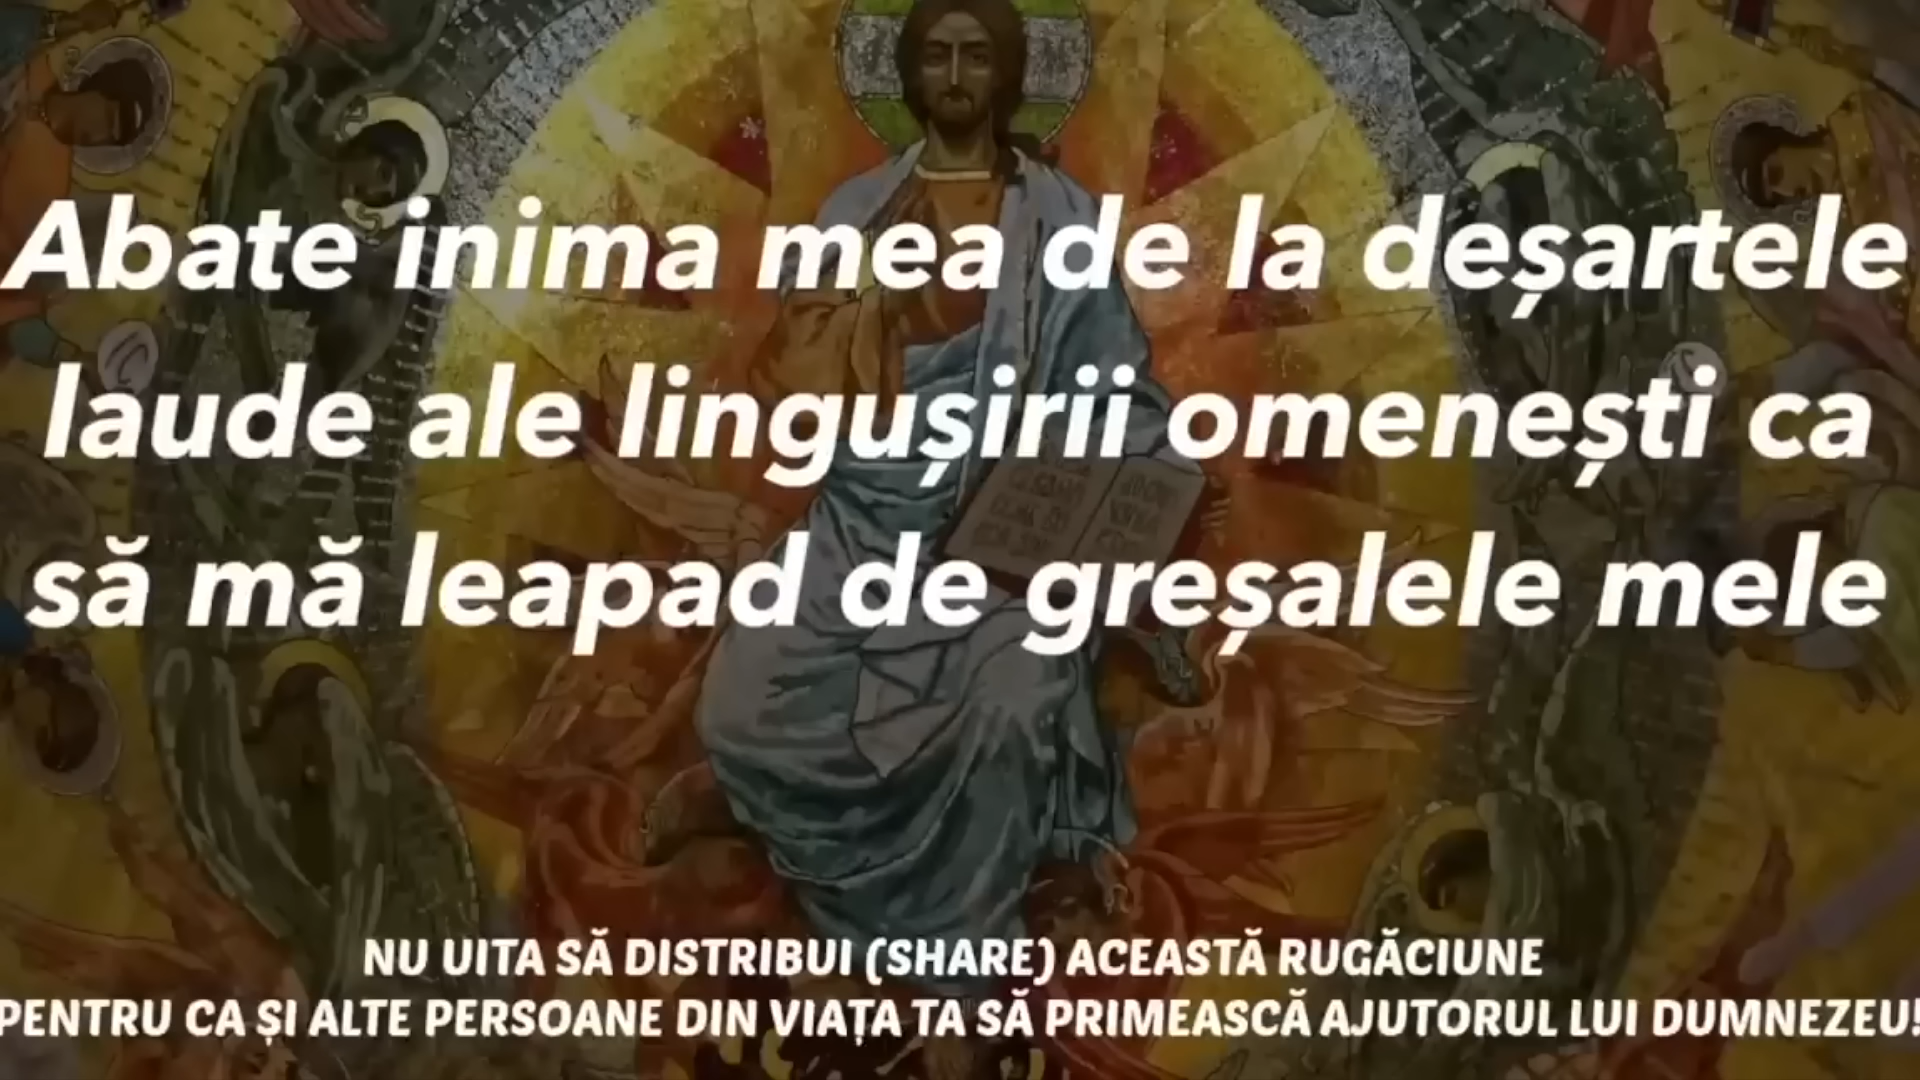 Abate inima mea de la deșartele
laude ale lingușirii omenești ca
să mă leapad de greșalele mele
NU UITA SĂ DISTRIBUI (SHARE) ACEASTĂ RUGĂCIUNE
PENTRU CA ȘI ALTE PERSOANE DIN VIAȚA TA SĂ PRIMEASCĂ AJUTORUL LUI DUMNEZEU!